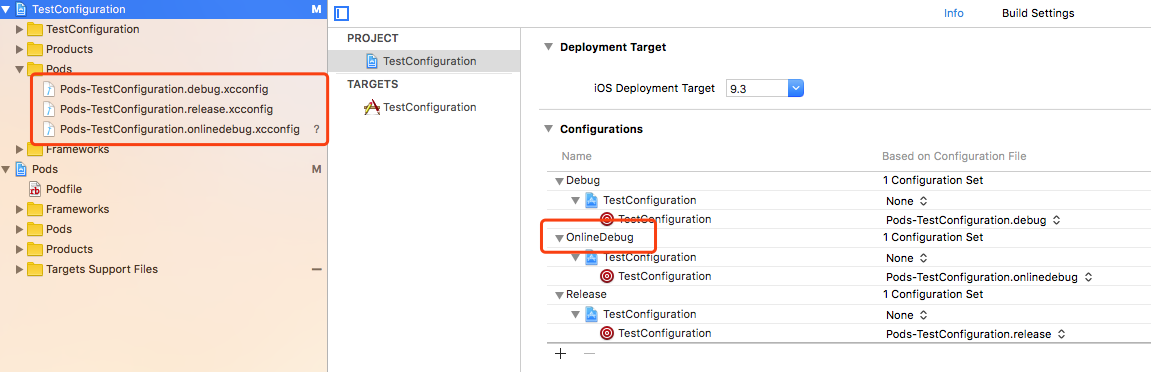 TestConfiguration M
TestConfiguration
Products
Pods
Pods-TestConfiguration.debug.xcconfig
Pods-TestConfiguration.release.xcconfig
Pods-TestConfiguration.onlinedebug.xcconfig ?
Frameworks
Pods M
Podfile
Frameworks
Pods
Products
Targets Support Files
PROJECT
TestConfiguration
TARGETS
TestConfiguration
Info Build Settings
Deployment Target
iOS Deployment Target 9.3
Configurations
Name Based on Configuration File
Debug 1 Configuration Set
TestConfiguration None
TestConfiguration Pods-TestConfiguration.debug
OnlineDebug 1 Configuration Set
TestConfiguration None
TestConfiguration Pods-TestConfiguration.onlinedebug
Release 1 Configuration Set
TestConfiguration None
TestConfiguration Pods-TestConfiguration.release